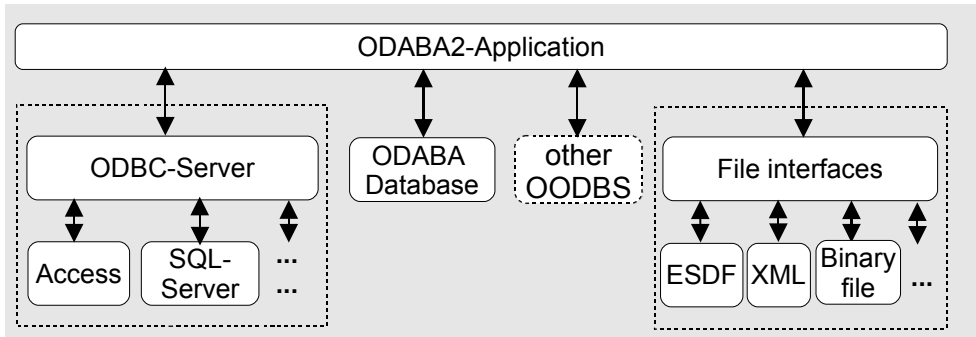 ODABA2-Application
ODBC-Server
ODABA
Database
other
OODBS
File interfaces
Access
SQL-
Server
...
...
ESDF
XML
Binary
file
...